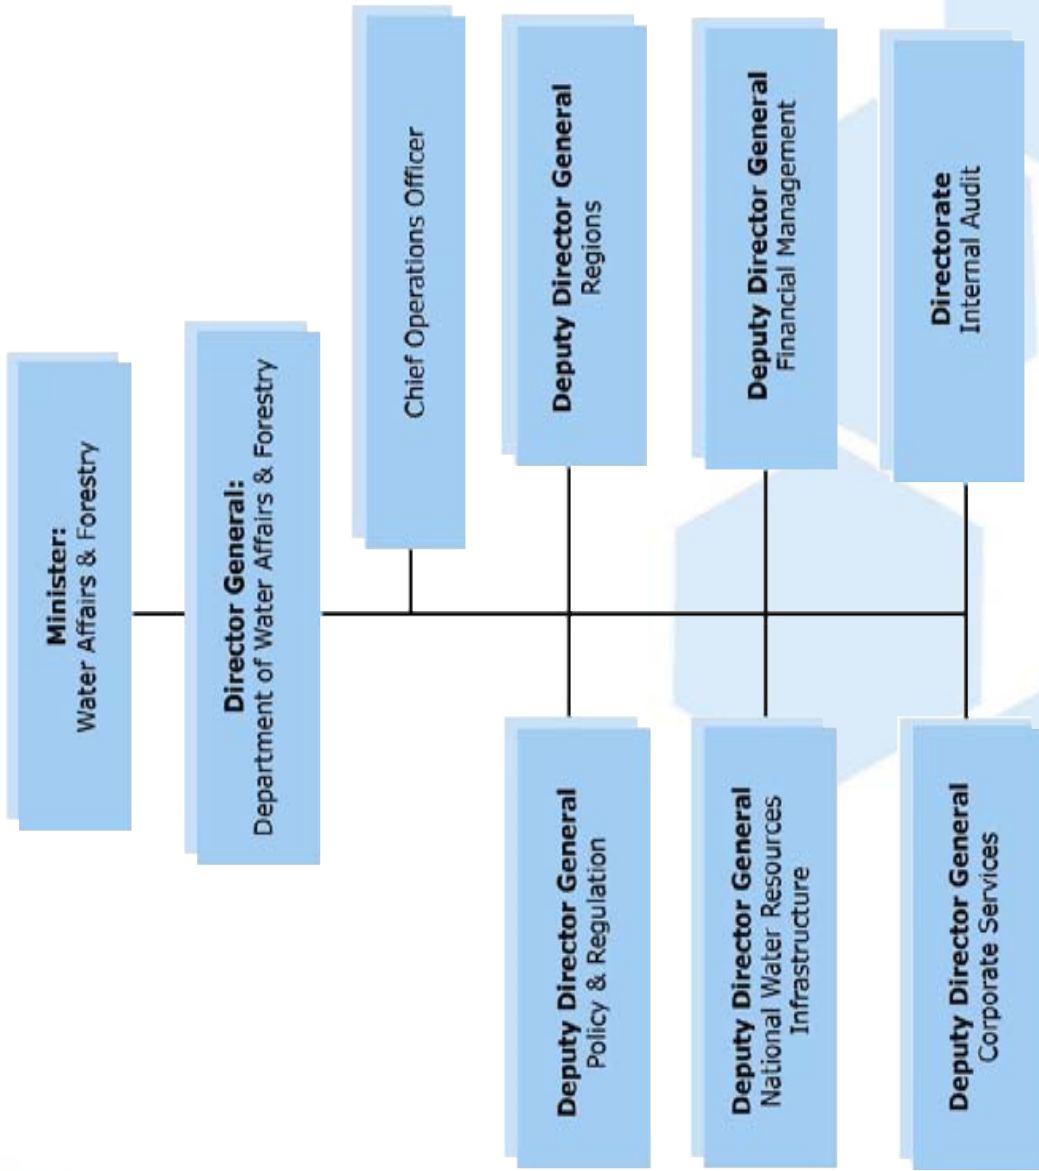 Minister:
Water Affairs & Forestry
Director General:
Department of Water Affairs & Forestry
Chief Operations Officer
Deputy Director General
Policy & Regulation
Deputy Director General
Regions
Deputy Director General
National Water Resources
Infrastructure
Deputy Director General
Financial Management
Deputy Director General
Corporate Services
Directorate
Internal Audit